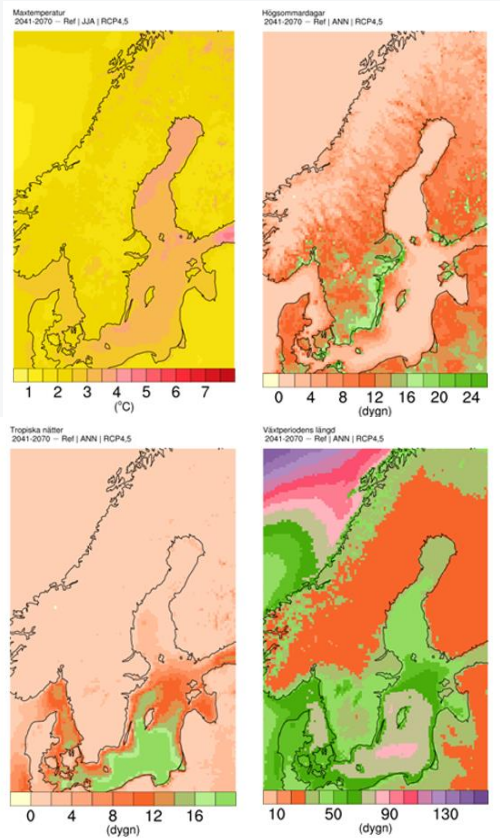 Maxtemperatur
2041-2070 — Ref | JJA | RCP4,5
1 2 3 4 5 6 7
(°C)
Högsommardagar
2041-2070 — Ref | ANN | RCP4,5
0 4 8 12 16 20 24
(dygn)
Tropiska nätter
2041-2070 — Ref | ANN | RCP4,5
0 4 8 12 16
(dygn)
Växtperiodens längd
2041-2070 — Ref | ANN | RCP4,5
10 50 90 130
(dygn)